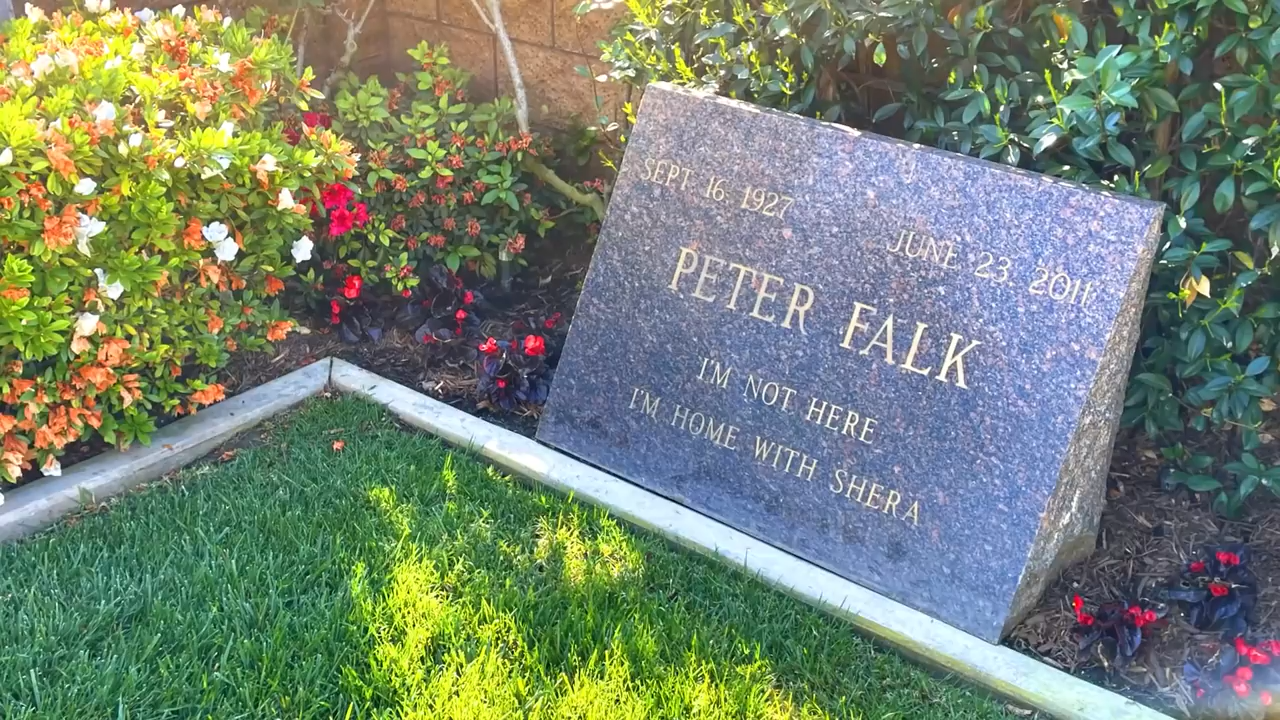 SEPT 16. 1927
JUNE 23, 2011
PETER FALK
I'M NOT HERE
I'M HOME WITH SHERA